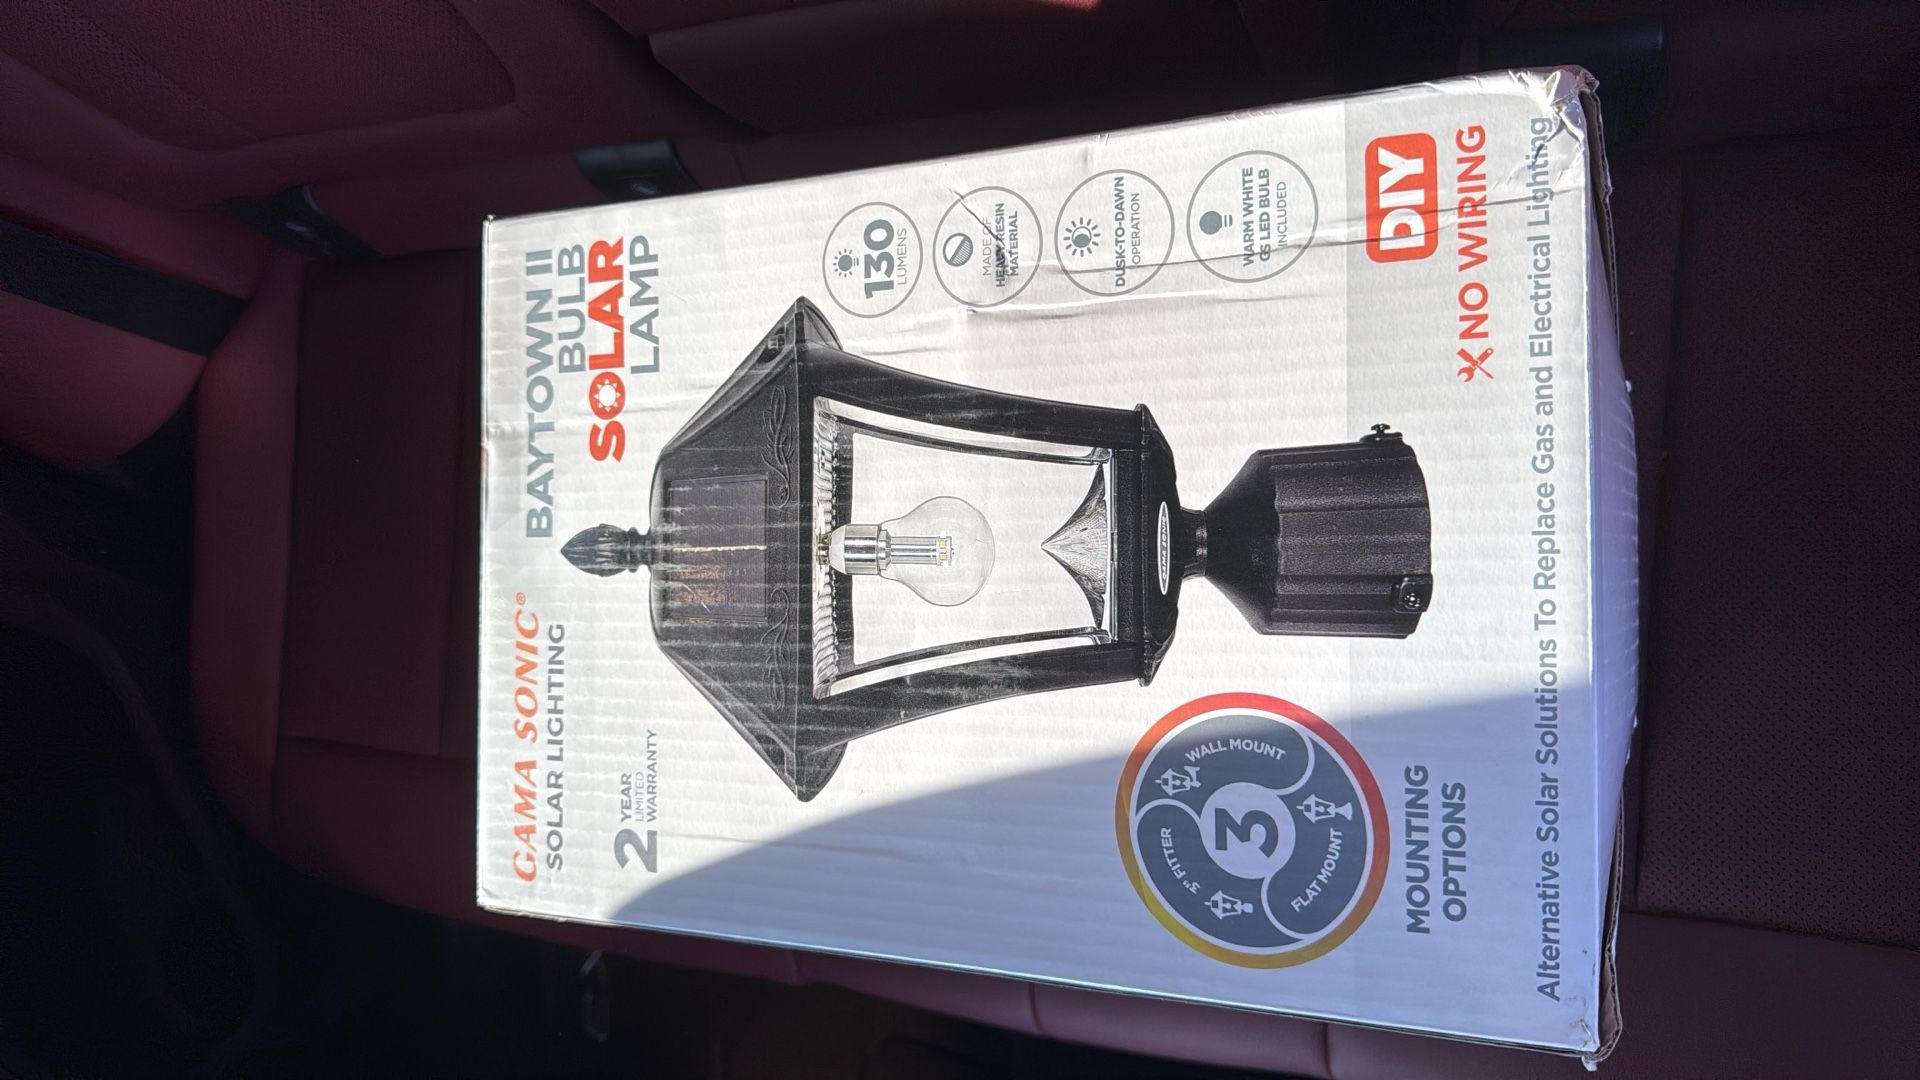 GAMA SONIC®
SOLAR LIGHTING
BAYTOWN II
BULB
SOLAR
LAMP
2 YEAR
LIMITED
WARRANTY
130
LUMENS
MADE OF
HEAVY RESIN
MATERIAL
DUSK-TO-DAWN
OPERATION
WARM WHITE
GS LED BULB
INCLUDED
GAMA SONIC
3
3" FITTER
WALL MOUNT
FLAT MOUNT
MOUNTING
OPTIONS
DIY
NO WIRING
Alternative Solar Solutions To Replace Gas and Electrical Lighting